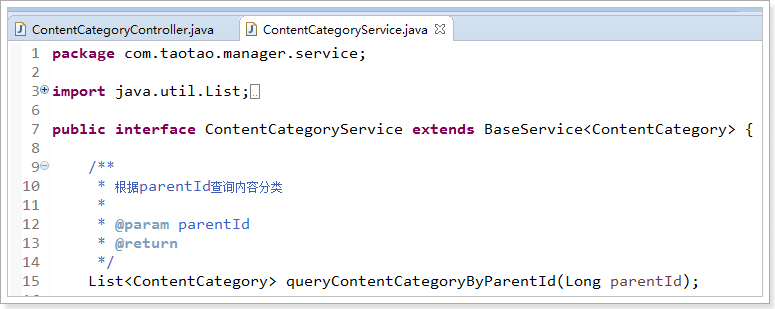 ContentCategoryController.java ContentCategoryService.java
1 package com.taotao.manager.service;
2
3 import java.util.List;
6
7 public interface ContentCategoryService extends BaseService<ContentCategory> {
8
9 /**
10 * 根据parentId查询内容分类
11 *
12 * @param parentId
13 * @return
14 */
15 List<ContentCategory> queryContentCategoryByParentId(Long parentId);